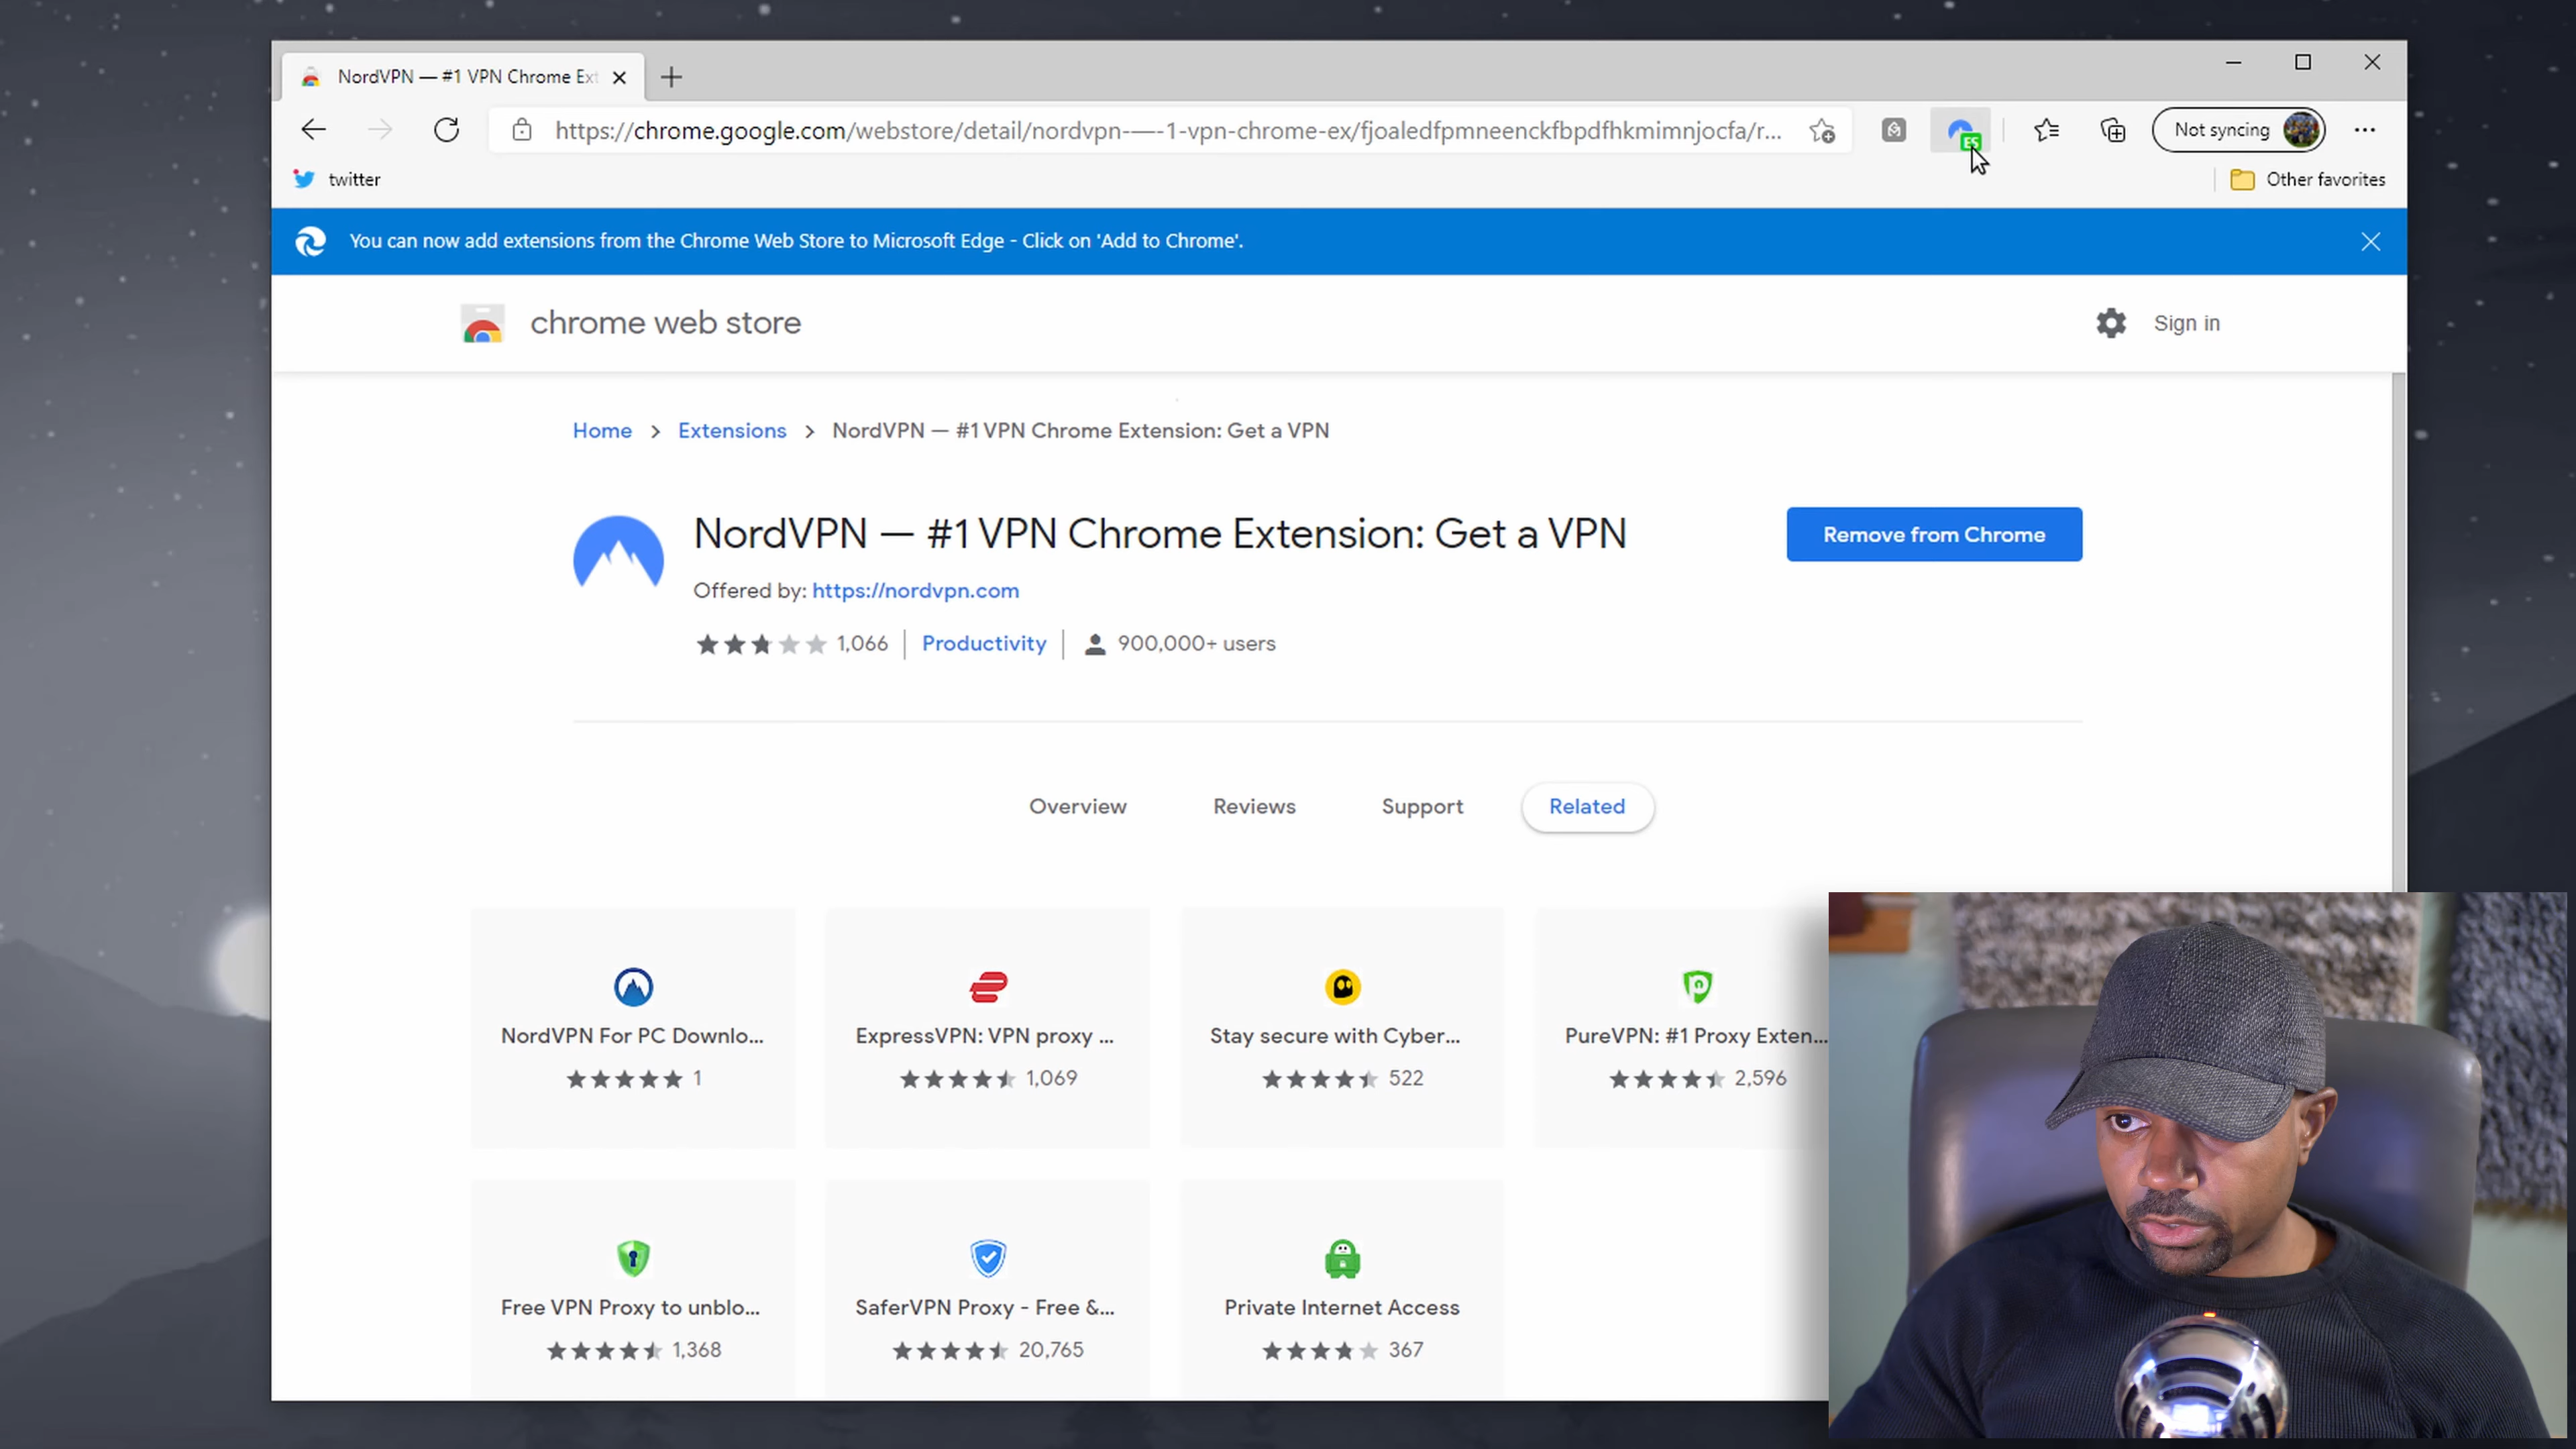 NordVPN — #1 VPN Chrome Ext
https://chrome.google.com/webstore/detail/nordvpn-—-1-vpn-chrome-ex/fjoaledfpmneenckfbpdfhkmimnjocfa/r...
ES
Not syncing
twitter
Other favorites
You can now add extensions from the Chrome Web Store to Microsoft Edge - Click on 'Add to Chrome'.
chrome web store
Sign in
Home > Extensions > NordVPN — #1 VPN Chrome Extension: Get a VPN
NordVPN — #1 VPN Chrome Extension: Get a VPN
Remove from Chrome
Offered by: https://nordvpn.com
1,066 | Productivity | 900,000+ users
Overview Reviews Support Related
NordVPN For PC Downlo... ExpressVPN: VPN proxy ... Stay secure with Cyber... PureVPN: #1 Proxy Exten...
1 1,069 522 2,596
Free VPN Proxy to unblo... SaferVPN Proxy - Free &... Private Internet Access
1,368 20,765 367